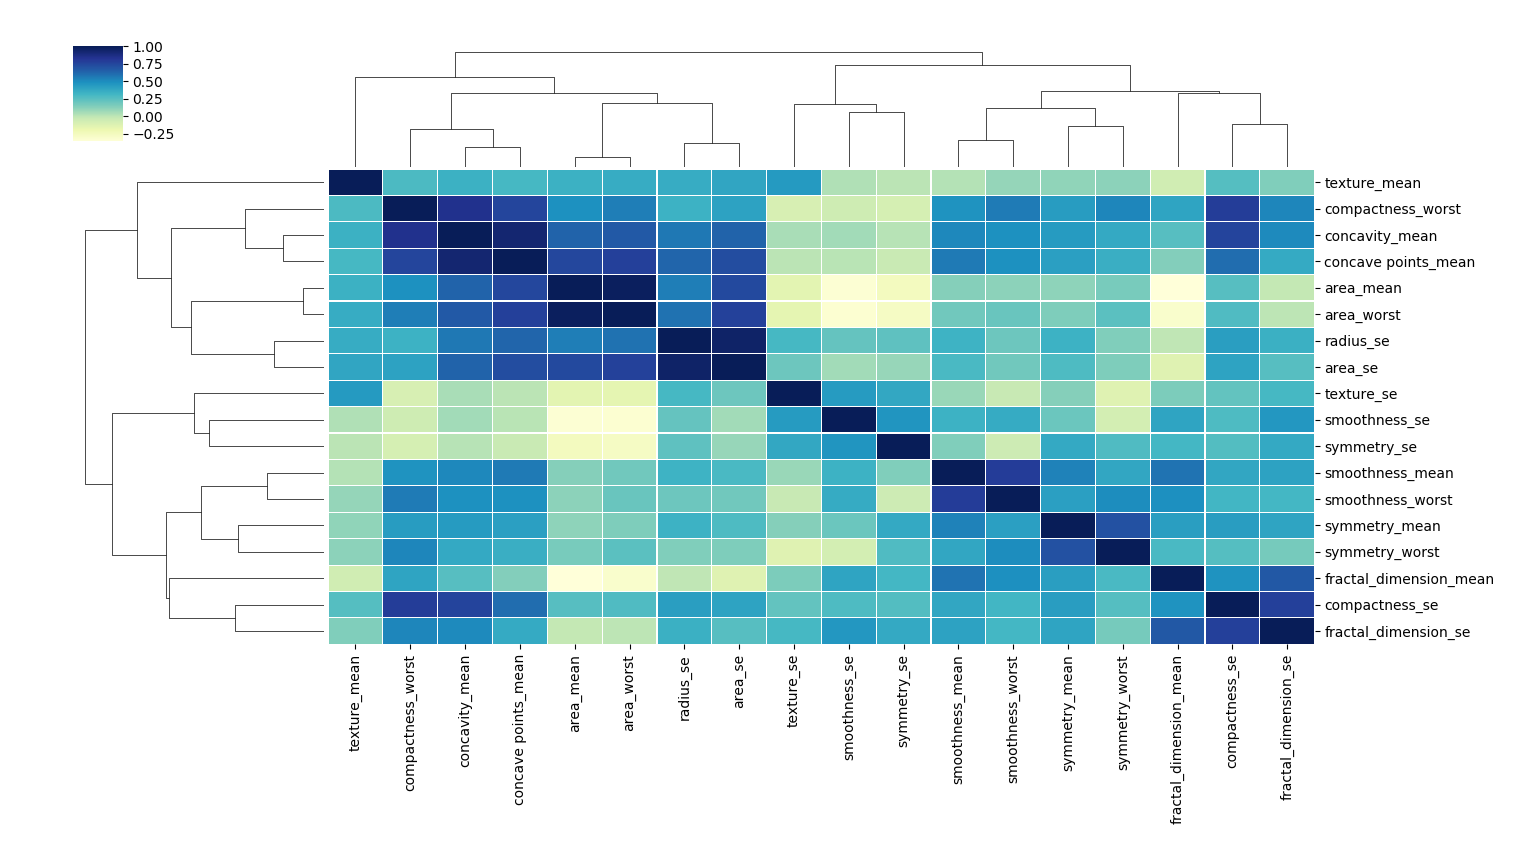 1.00
0.75
0.50
0.25
0.00
−0.25
texture_mean
compactness_worst
concavity_mean
concave points_mean
area_mean
area_worst
radius_se
area_se
texture_se
smoothness_se
symmetry_se
smoothness_mean
smoothness_worst
symmetry_mean
symmetry_worst
fractal_dimension_mean
compactness_se
fractal_dimension_se
texture_mean
compactness_worst
concavity_mean
concave points_mean
area_mean
area_worst
radius_se
area_se
texture_se
smoothness_se
symmetry_se
smoothness_mean
smoothness_worst
symmetry_mean
symmetry_worst
fractal_dimension_mean
compactness_se
fractal_dimension_se